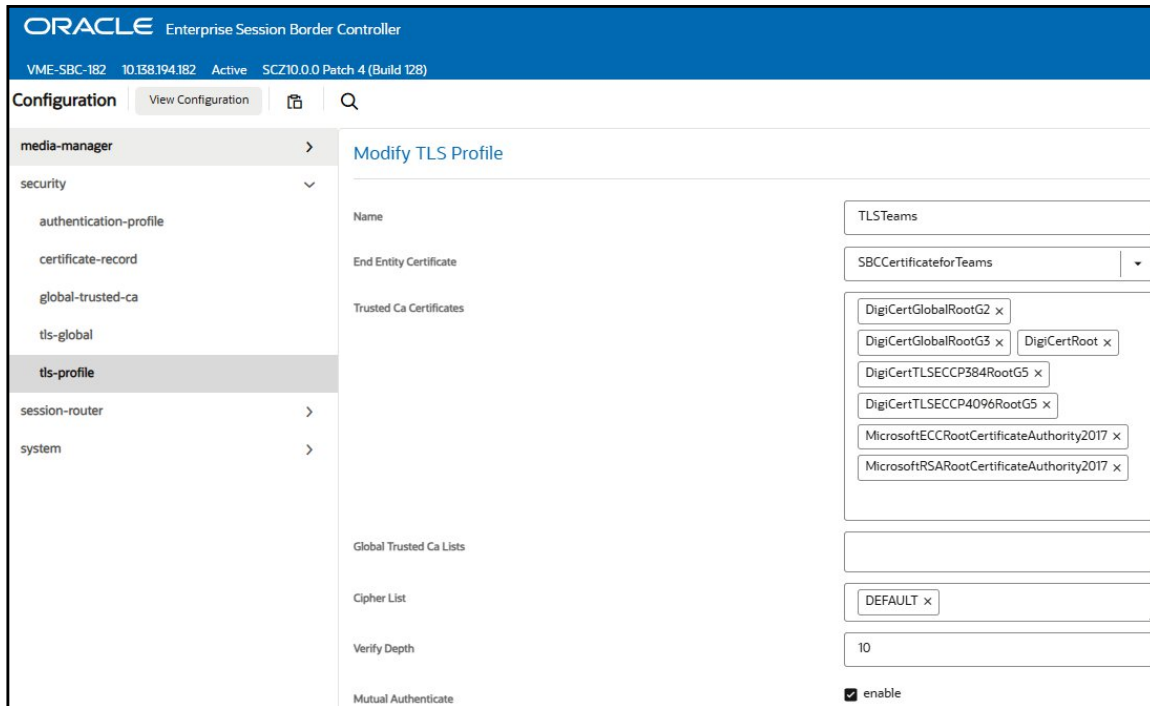 ORACLE Enterprise Session Border Controller
VME-SBC-182 10.138.194.182 Active SCZ10.0.0 Patch 4 (Build 128)
Configuration View Configuration
media-manager
security
authentication-profile
certificate-record
global-trusted-ca
tls-global
tls-profile
session-router
system
Modify TLS Profile
Name TLSTeams
End Entity Certificate SBCCertificateforTeams
Trusted Ca Certificates DigiCertGlobalRootG2 ×
DigiCertGlobalRootG3 × DigiCertRoot ×
DigiCertTLSECCP384RootG5 ×
DigiCertTLSECCP4096RootG5 ×
MicrosoftECCRootCertificateAuthority2017 ×
MicrosoftRSARootCertificateAuthority2017 ×
Global Trusted Ca Lists
Cipher List DEFAULT ×
Verify Depth 10
Mutual Authenticate enable